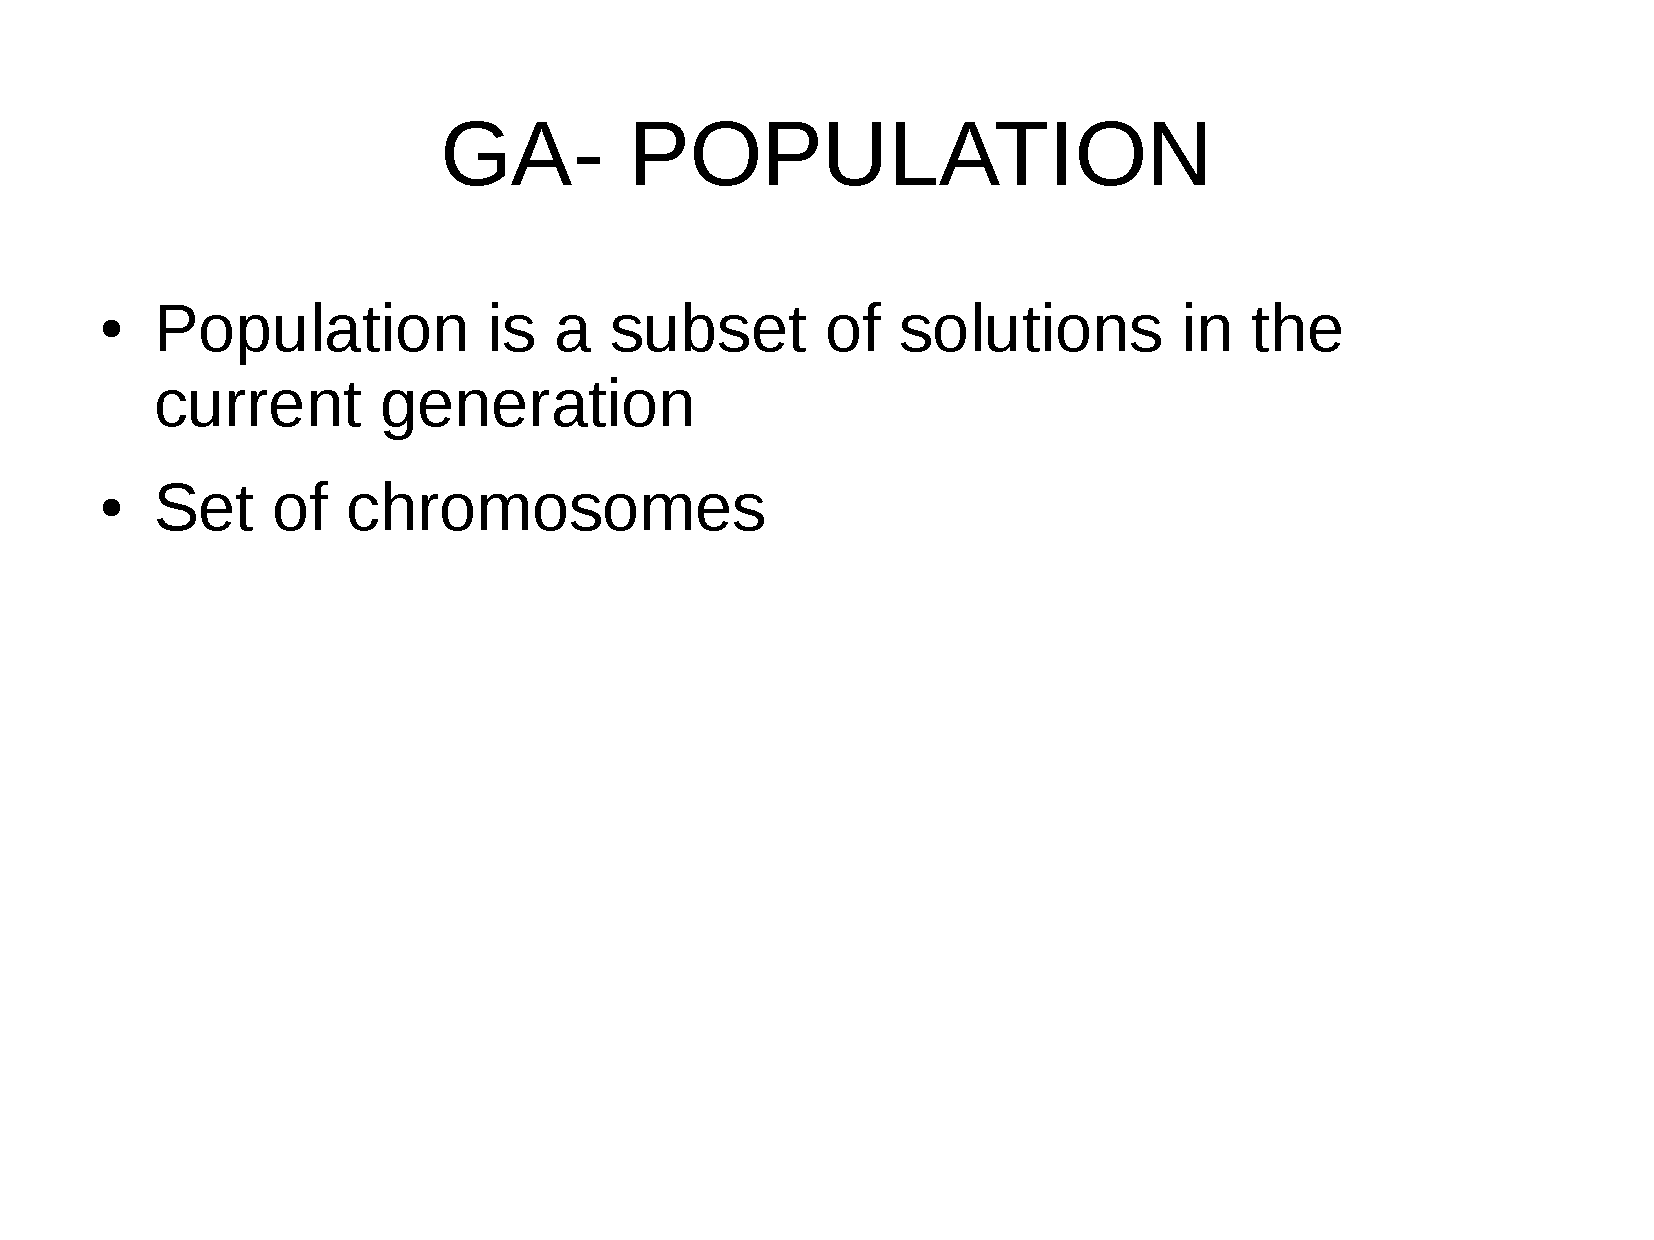 GA- POPULATION
• Population is a subset of solutions in the
current generation
• Set of chromosomes